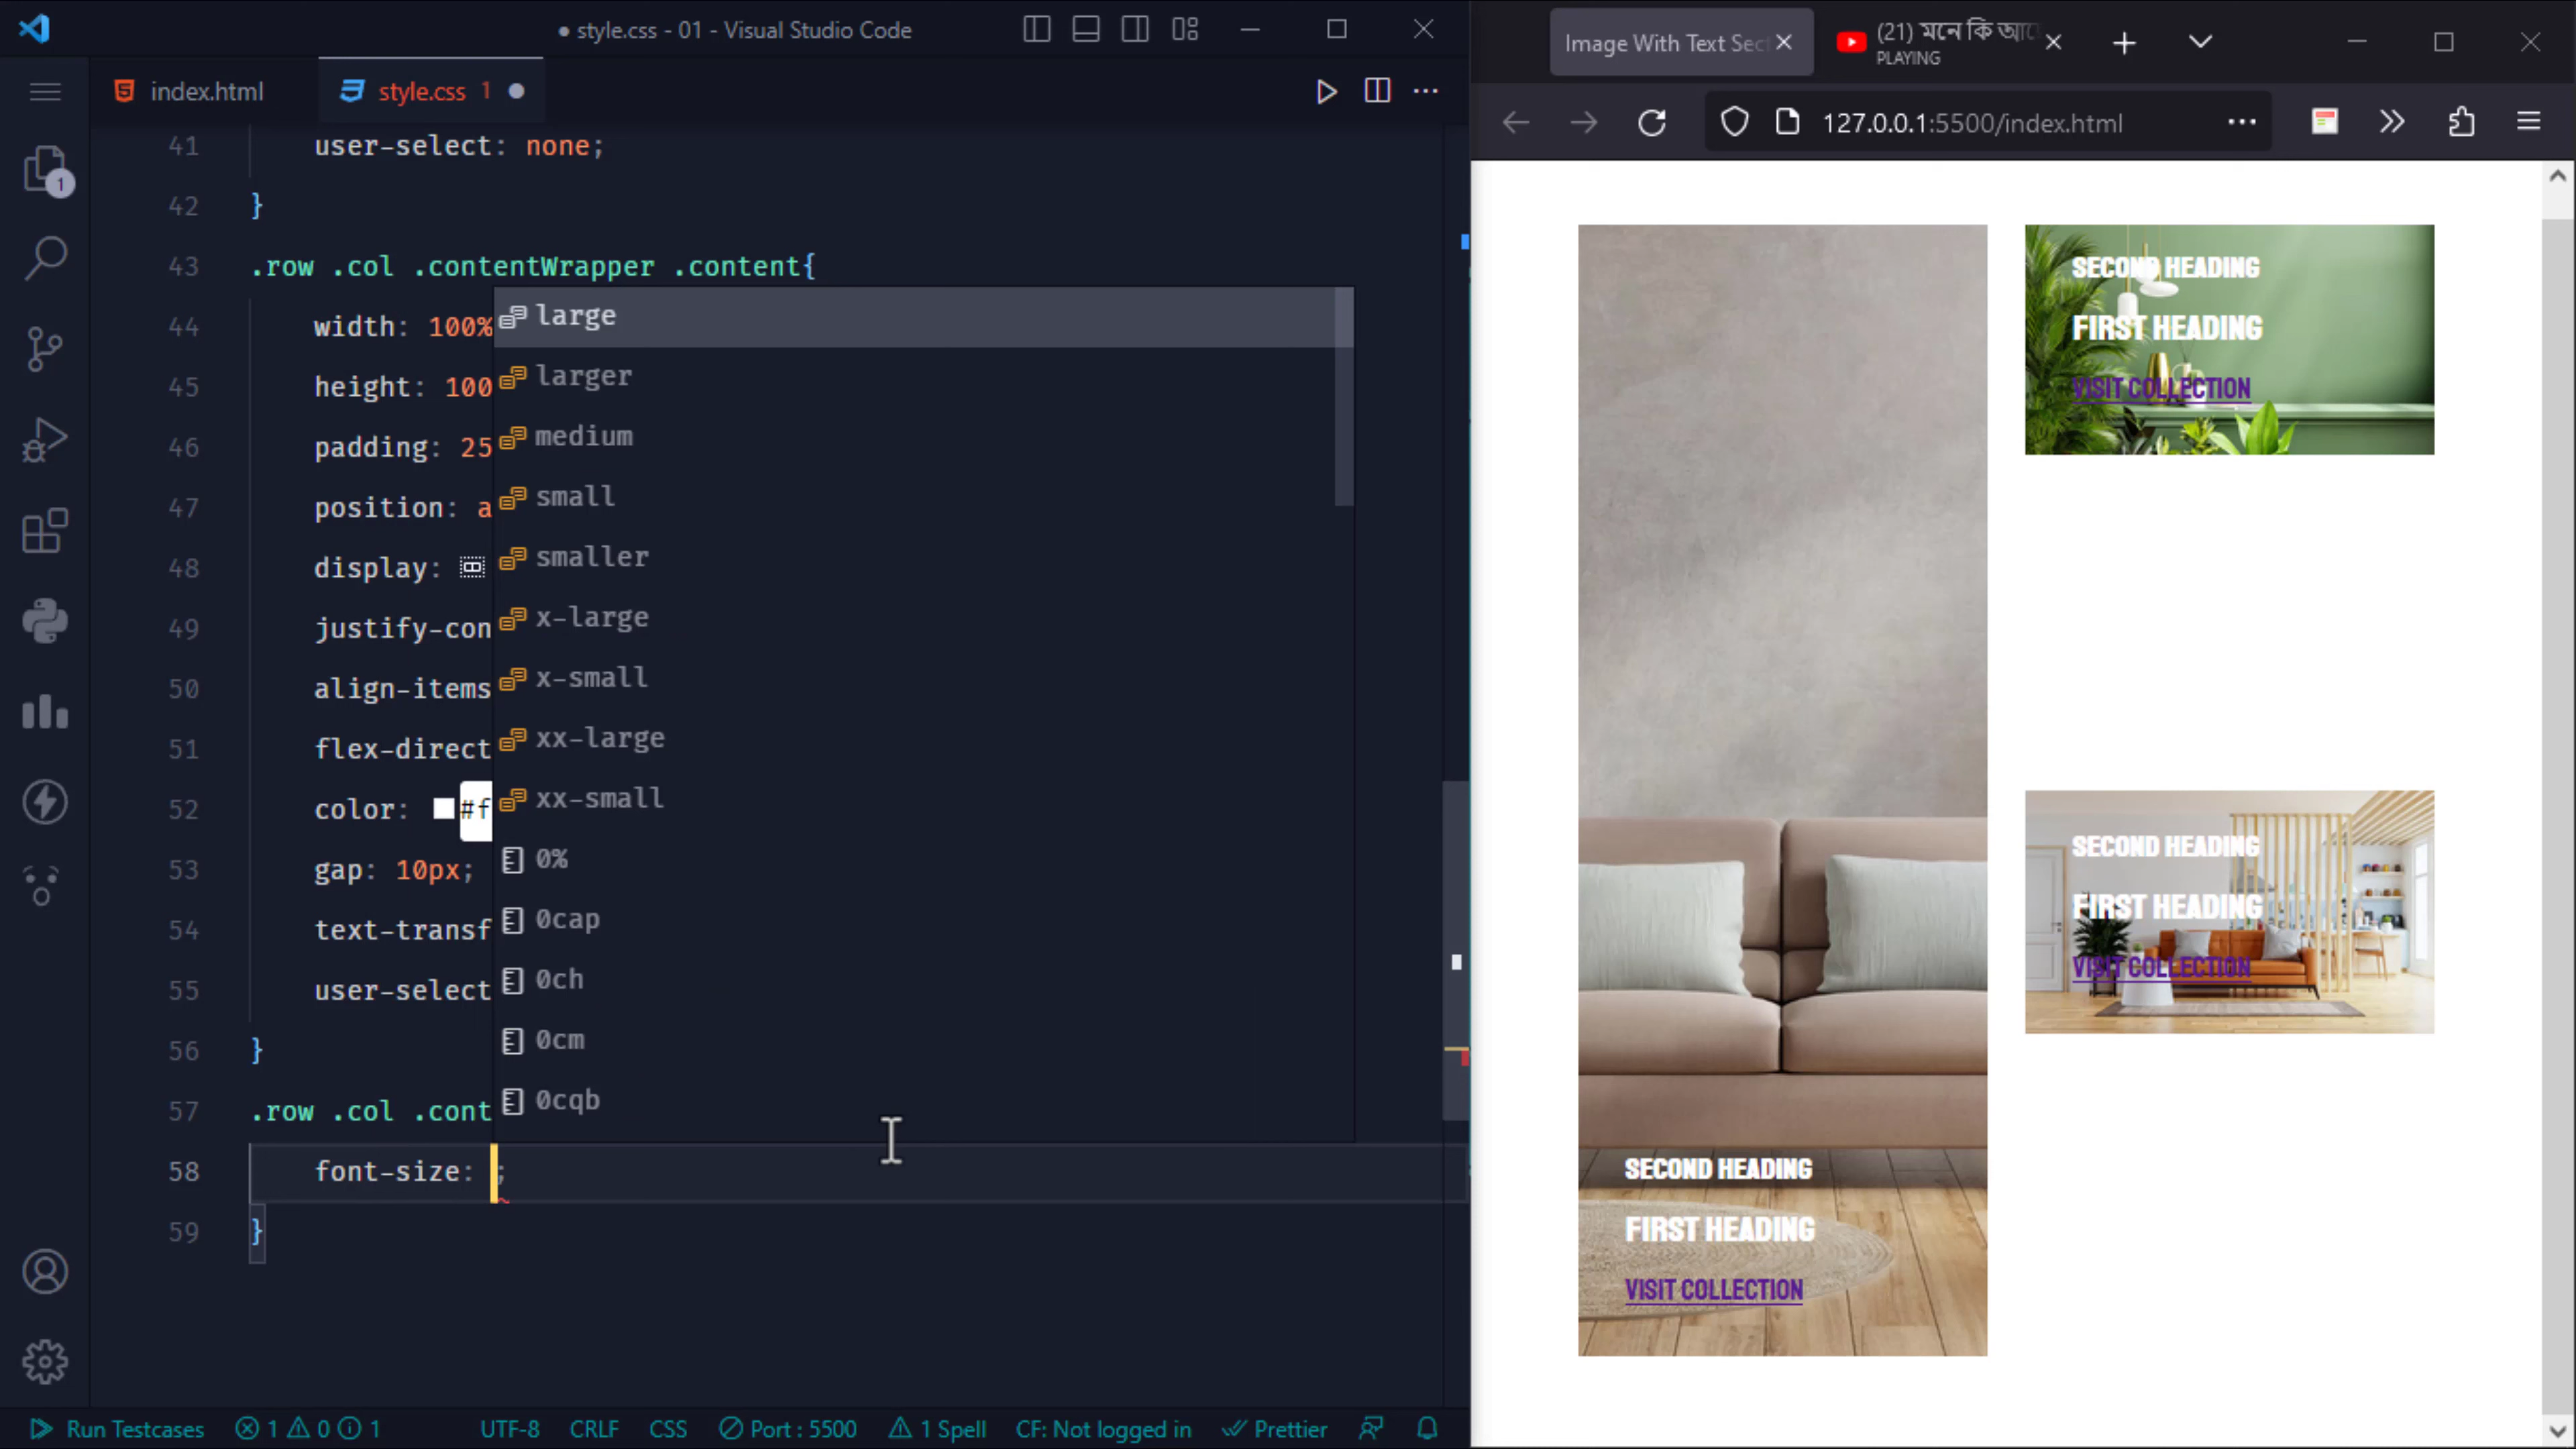 style.css - 01 - Visual Studio Code
index.html
style.css 1
41 user-select: none;
42 }
43 .row .col .contentWrapper .content{
44 width: 100%
45 height: 100
46 padding: 25
47 position: a
48 display:
49 justify-con
50 align-items
51 flex-direct
52 color: #f
53 gap: 10px;
54 text-transf
55 user-select
56 }
57 .row .col .cont
58 font-size: ;
59 }
large
larger
medium
small
smaller
x-large
x-small
xx-large
xx-small
0%
0cap
0ch
0cm
0cqb
1
Run Testcases
1 0 1
UTF-8
CRLF
CSS
Port : 5500
1 Spell
CF: Not logged in
Prettier
Image With Text Sect
(21) মনে কি
PLAYING
127.0.0.1:5500/index.html
SECOND HEADING
FIRST HEADING
VISIT COLLECTION
SECOND HEADING
FIRST HEADING
VISIT COLLECTION
SECOND HEADING
FIRST HEADING
VISIT COLLECTION